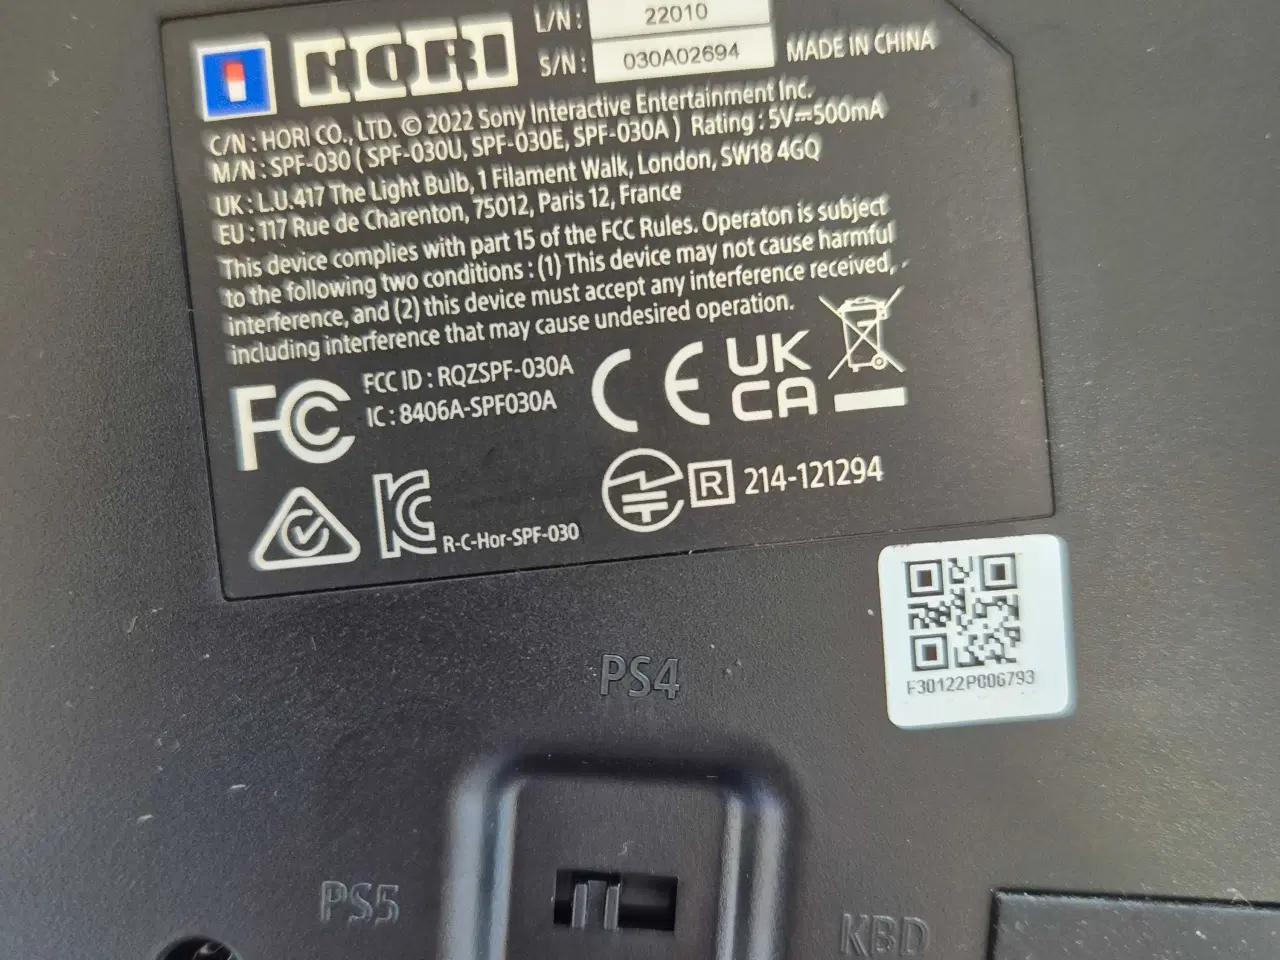 HORI
L/N : 22010
S/N : 030A02694
MADE IN CHINA
C/N : HORI CO., LTD. © 2022 Sony Interactive Entertainment Inc.
M/N : SPF-030 ( SPF-030U, SPF-030E, SPF-030A ) Rating : 5V⎓500mA
UK : L.U.417 The Light Bulb, 1 Filament Walk, London, SW18 4GQ
EU : 117 Rue de Charenton, 75012, Paris 12, France
This device complies with part 15 of the FCC Rules. Operaton is subject
to the following two conditions : (1) This device may not cause harmful
interference, and (2) this device must accept any interference received,
including interference that may cause undesired operation.
FC
FCC ID : RQZSPF-030A
IC : 8406A-SPF030A
CE
UK
CA
R-C-Hor-SPF-030
R 214-121294
F30122P006793
PS4
PS5
KBD